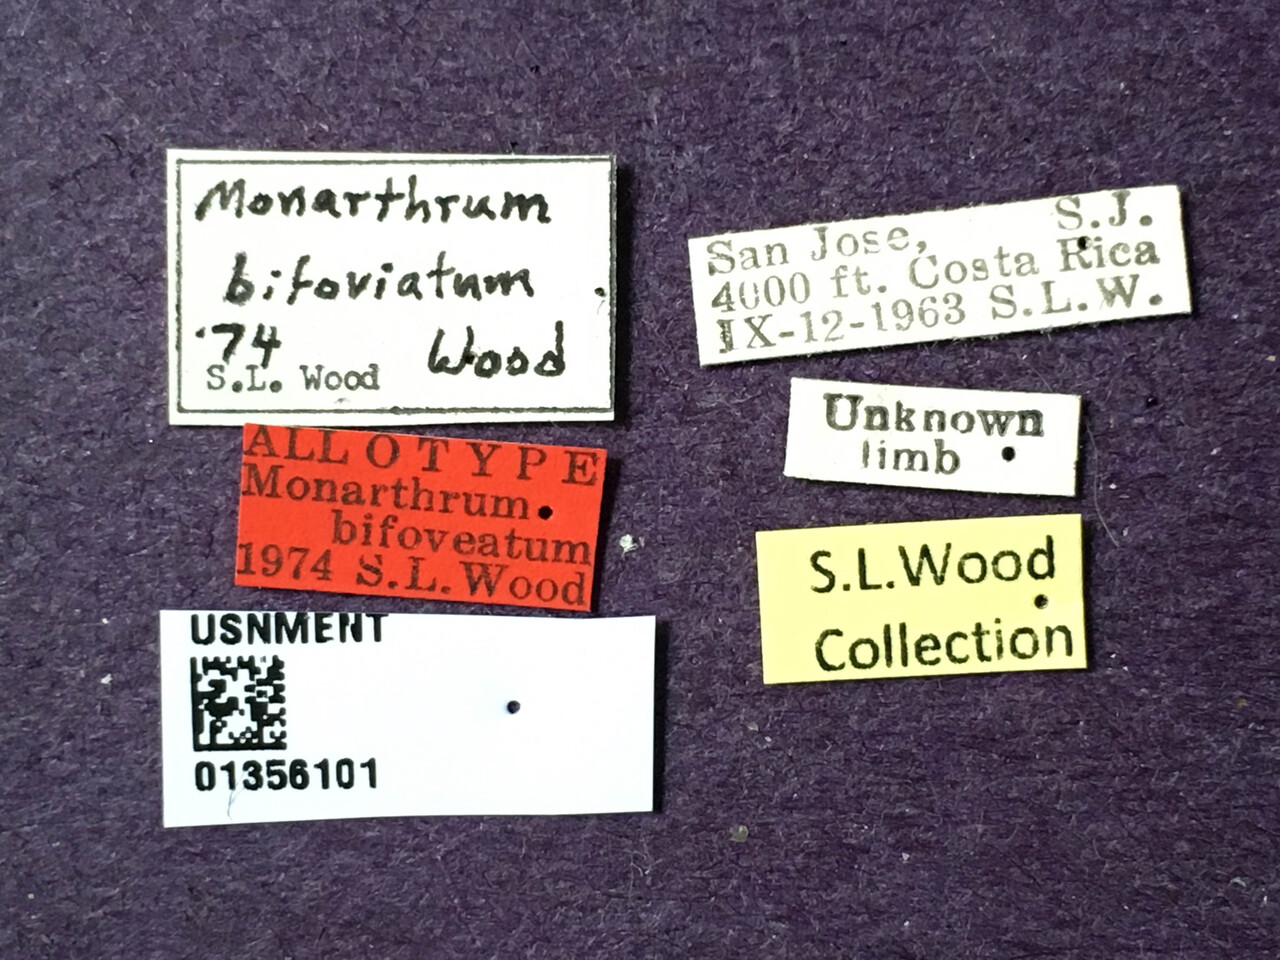 Monarthrum
bifoviatum
'74 Wood
S.L. Wood
ALLOTYPE
Monarthrum
bifoveatum
1974 S.L. Wood
USNMENT
01356101
San Jose, S.J.
4000 ft. Costa Rica
IX-12-1963 S.L.W.
Unknown
limb
S.L.Wood
Collection